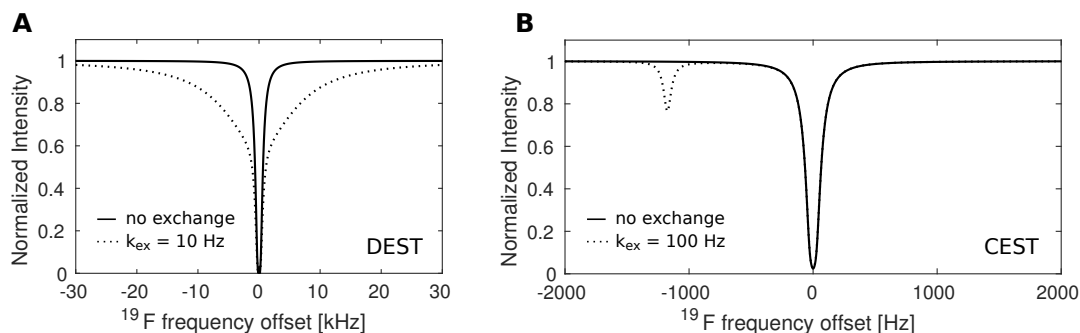 A
Normalized Intensity
1
0.8
0.6
0.4
0.2
0
no exchange
kex = 10 Hz
DEST
-30 -20 -10 0 10 20 30
19F frequency offset [kHz]
B
Normalized Intensity
1
0.8
0.6
0.4
0.2
0
no exchange
kex = 100 Hz
CEST
-2000 -1000 0 1000 2000
19F frequency offset [Hz]